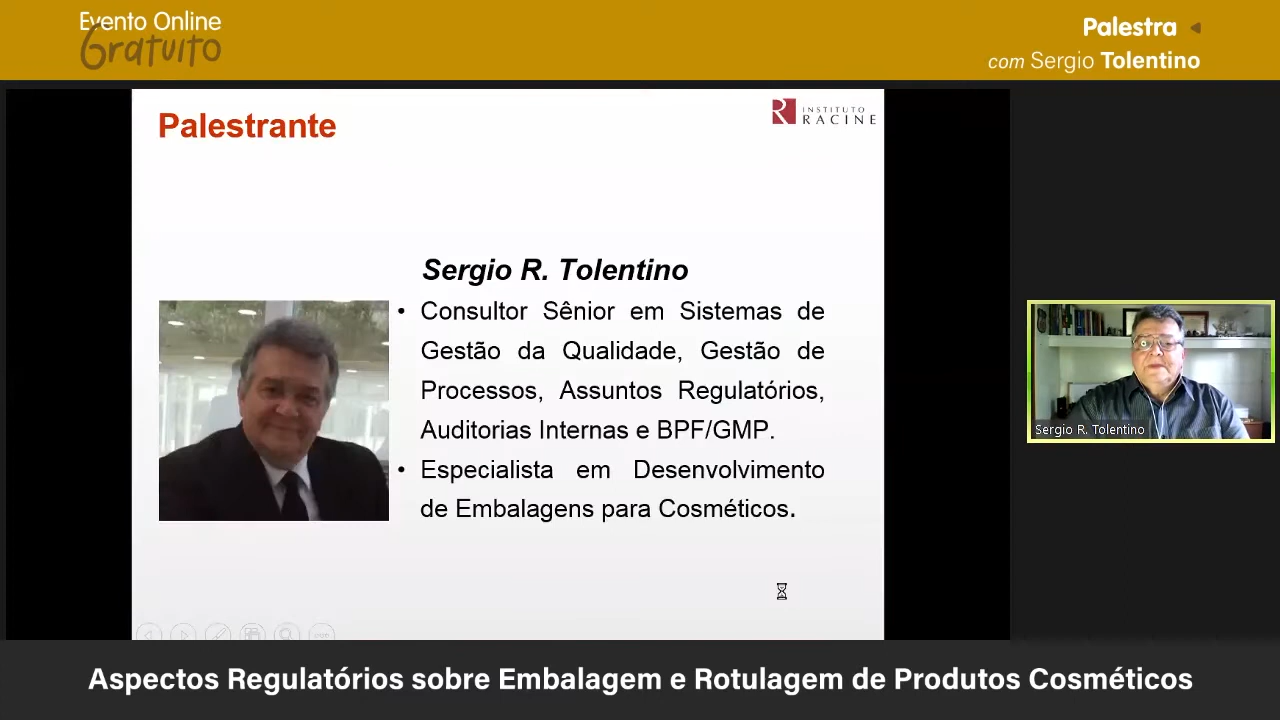 Evento Online
Gratuito
Palestra
com Sergio Tolentino
Palestrante
INSTITUTO
RACINE
Sergio R. Tolentino
• Consultor Sênior em Sistemas de
Gestão da Qualidade, Gestão de
Processos, Assuntos Regulatórios,
Auditorias Internas e BPF/GMP.
• Especialista em Desenvolvimento
de Embalagens para Cosméticos.
Sergio R. Tolentino
Aspectos Regulatórios sobre Embalagem e Rotulagem de Produtos Cosméticos